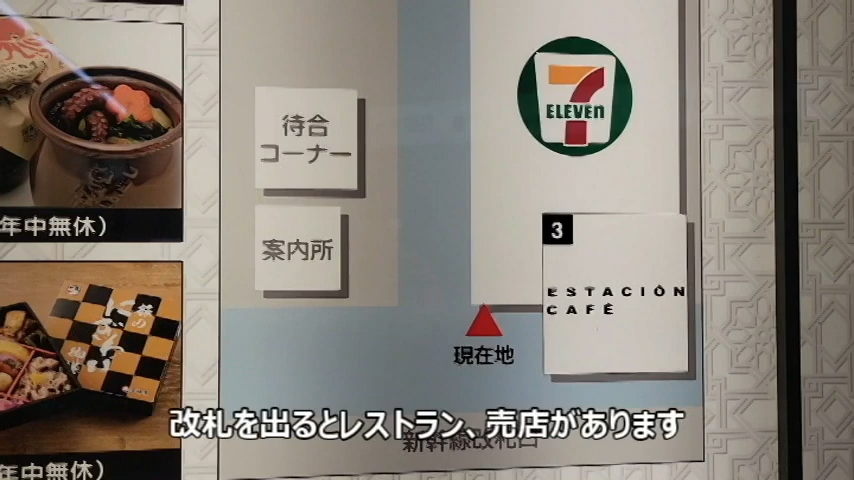 待合
コーナー
7
ELEVEn
案内所
3
ESTACIÓN
CAFÉ
現在地
年中無休）
年中無休）
改札を出るとレストラン、売店があります
新幹線改札口